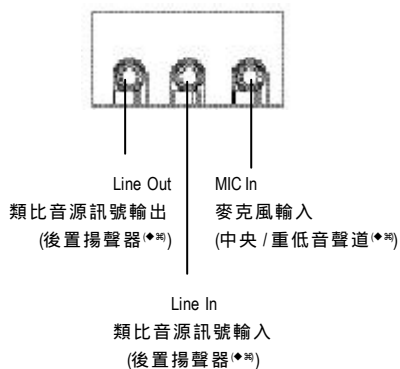 Line Out
類比音源訊號輸出
(後置揚聲器(◆⌘))
MIC In
麥克風輸入
(中央/重低音聲道(◆⌘))
Line In
類比音源訊號輸入
(後置揚聲器(◆⌘))